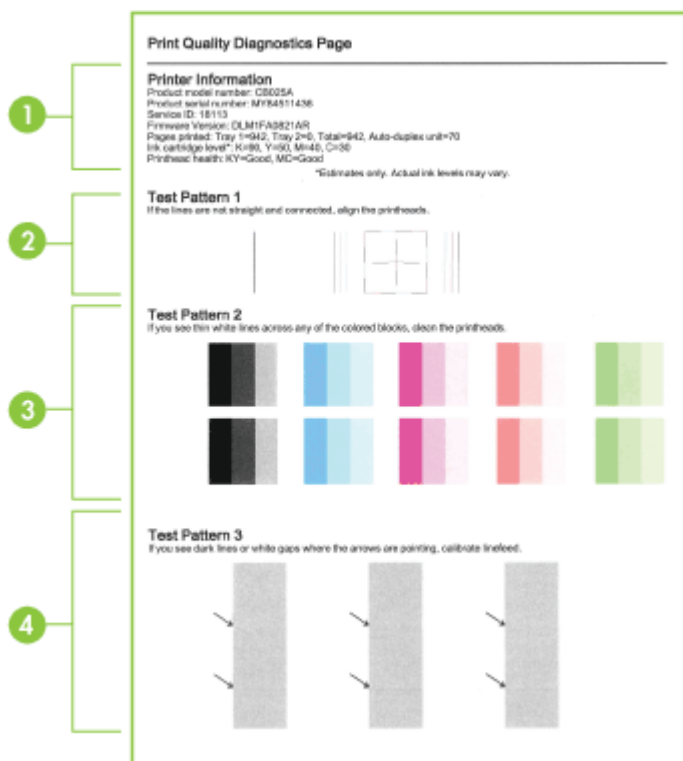 Print Quality Diagnostics Page
1
Printer Information
Product model number: CB025A
Product serial number: MY84511436
Service ID: 18113
Firmware Version: DLM1FA0821AR
Pages printed: Tray 1=942, Tray 2=0, Total=942, Auto-duplex unit=70
Ink cartridge level*: K=90, Y=50, M=40, C=30
Printhead health: KY=Good, MC=Good
*Estimates only. Actual ink levels may vary.
2
Test Pattern 1
If the lines are not straight and connected, align the printheads.
3
Test Pattern 2
If you see thin white lines across any of the colored blocks, clean the printheads.
4
Test Pattern 3
If you see dark lines or white gaps where the arrows are pointing, calibrate linefeed.